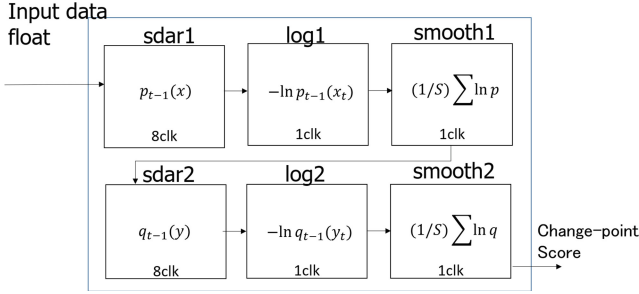 Input data
float
sdar1
log1
smooth1
p_{t−1}(x)
−ln p_{t−1}(x_t)
(1/S) ∑ ln p
8clk
1clk
1clk
sdar2
log2
smooth2
q_{t−1}(y)
−ln q_{t−1}(y_t)
(1/S) ∑ ln q
8clk
1clk
1clk
Change-point
Score